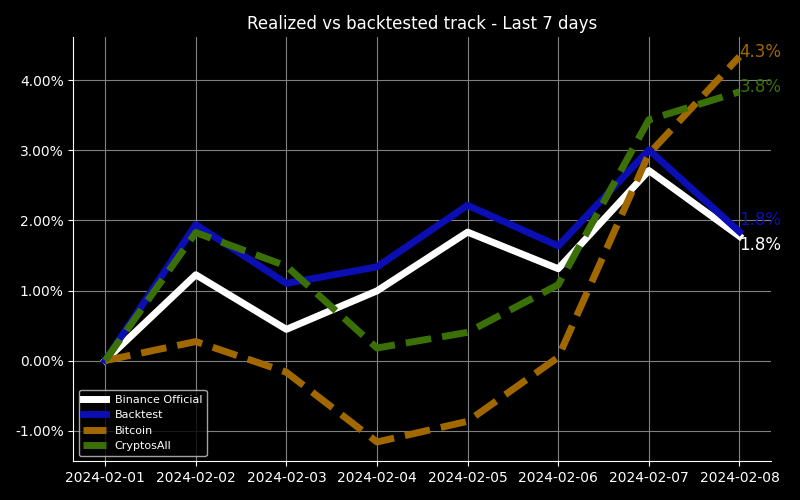 Realized vs backtested track - Last 7 days
4.3%
4.00%
3.8%
3.00%
2.00%
1.8%
1.8%
1.00%
0.00%
Binance Official
Backtest
Bitcoin
CryptosAll
-1.00%
2024-02-01 2024-02-02 2024-02-03 2024-02-04 2024-02-05 2024-02-06 2024-02-07 2024-02-08